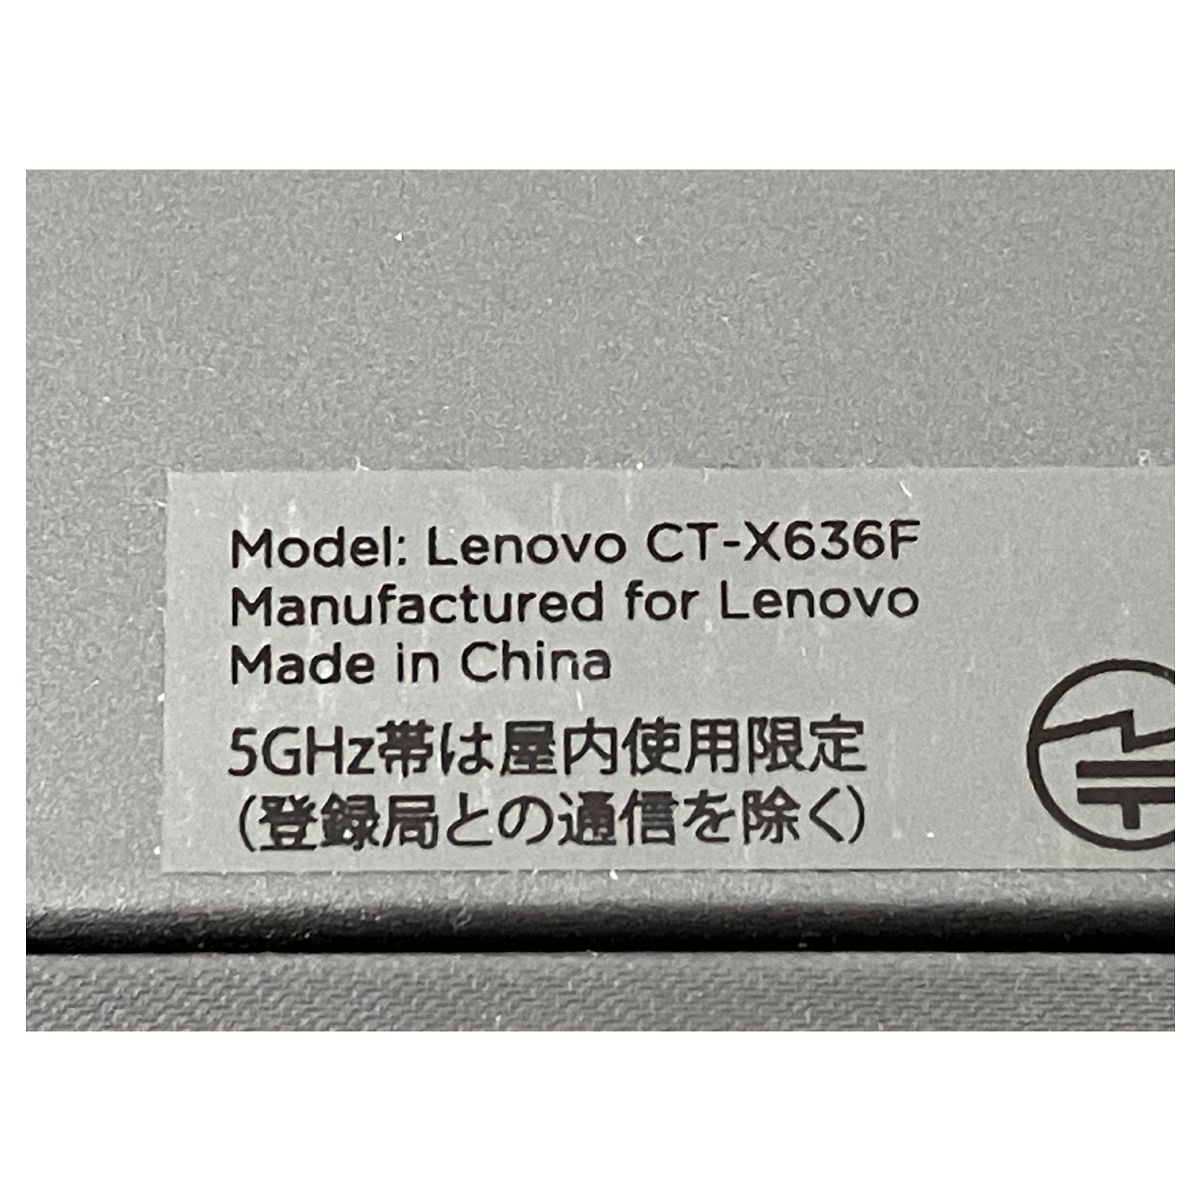 Model: Lenovo CT-X636F
Manufactured for Lenovo
Made in China
5GHz帯は屋内使用限定
(登録局との通信を除く)